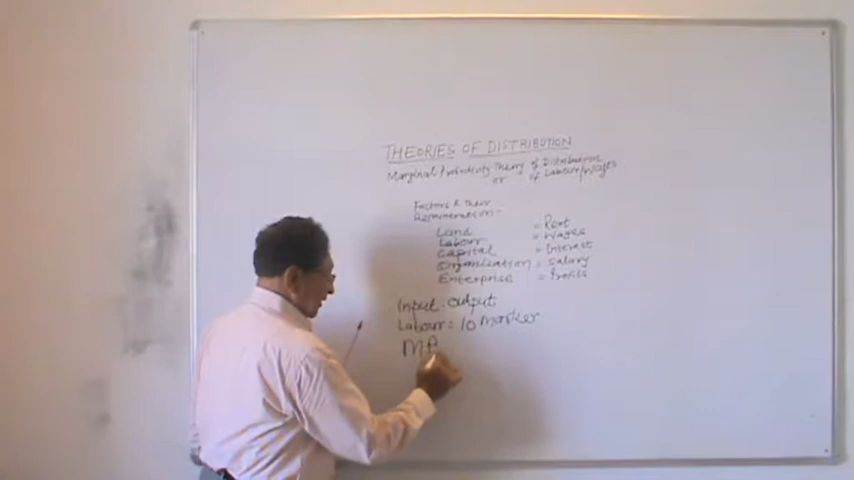 THEORIES OF DISTRIBUTION
Marginal Productivity Theory of Distribution
or of Labour/Wages
Factors & their
Remuneration -
Land = Rent
Labour = Wages
Capital = Interest
Organization = Salary
Enterprise = Profits
Input - output
Labour = 10 marker
MP